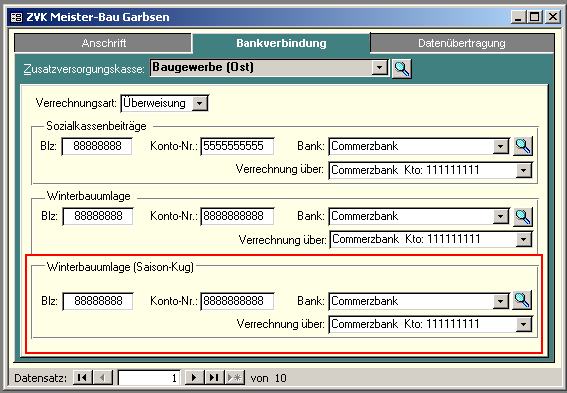 ZVK Meister-Bau Garbsen
Anschrift Bankverbindung Datenübertragung
Zusatzversorgungskasse: Baugewerbe (Ost)
Verrechnungsart: Überweisung
Sozialkassenbeiträge
Blz: 88888888 Konto-Nr.: 5555555555 Bank: Commerzbank
Verrechnung über: Commerzbank Kto: 111111111
Winterbauumlage
Blz: 88888888 Konto-Nr.: 8888888888 Bank: Commerzbank
Verrechnung über: Commerzbank Kto: 111111111
Winterbauumlage (Saison-Kug)
Blz: 88888888 Konto-Nr.: 8888888888 Bank: Commerzbank
Verrechnung über: Commerzbank Kto: 111111111
Datensatz: 1 von 10